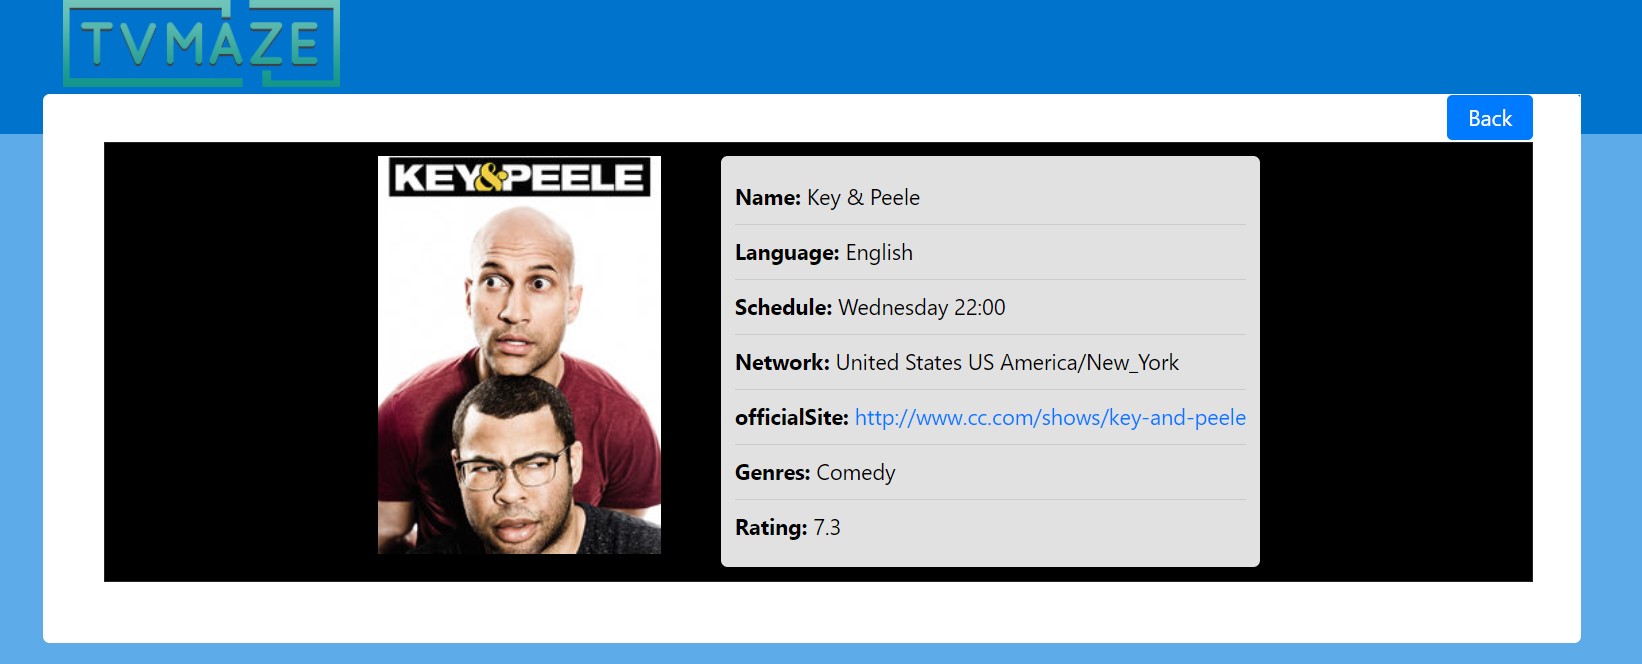 TVMAZE
Back
KEY&PEELE
Name: Key & Peele
Language: English
Schedule: Wednesday 22:00
Network: United States US America/New_York
officialSite: http://www.cc.com/shows/key-and-peele
Genres: Comedy
Rating: 7.3